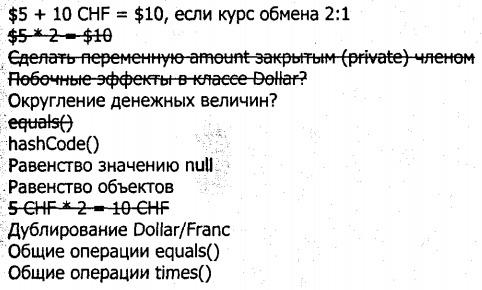 $5 + 10 CHF = $10, если курс обмена 2:1
$5 * 2 = $10
Сделать переменную amount закрытым (private) членом
Побочные эффекты в классе Dollar?
Округление денежных величин?
equals()
hashCode()
Равенство значению null
Равенство объектов
5 CHF * 2 = 10 CHF
Дублирование Dollar/Franc
Общие операции equals()
Общие операции times()